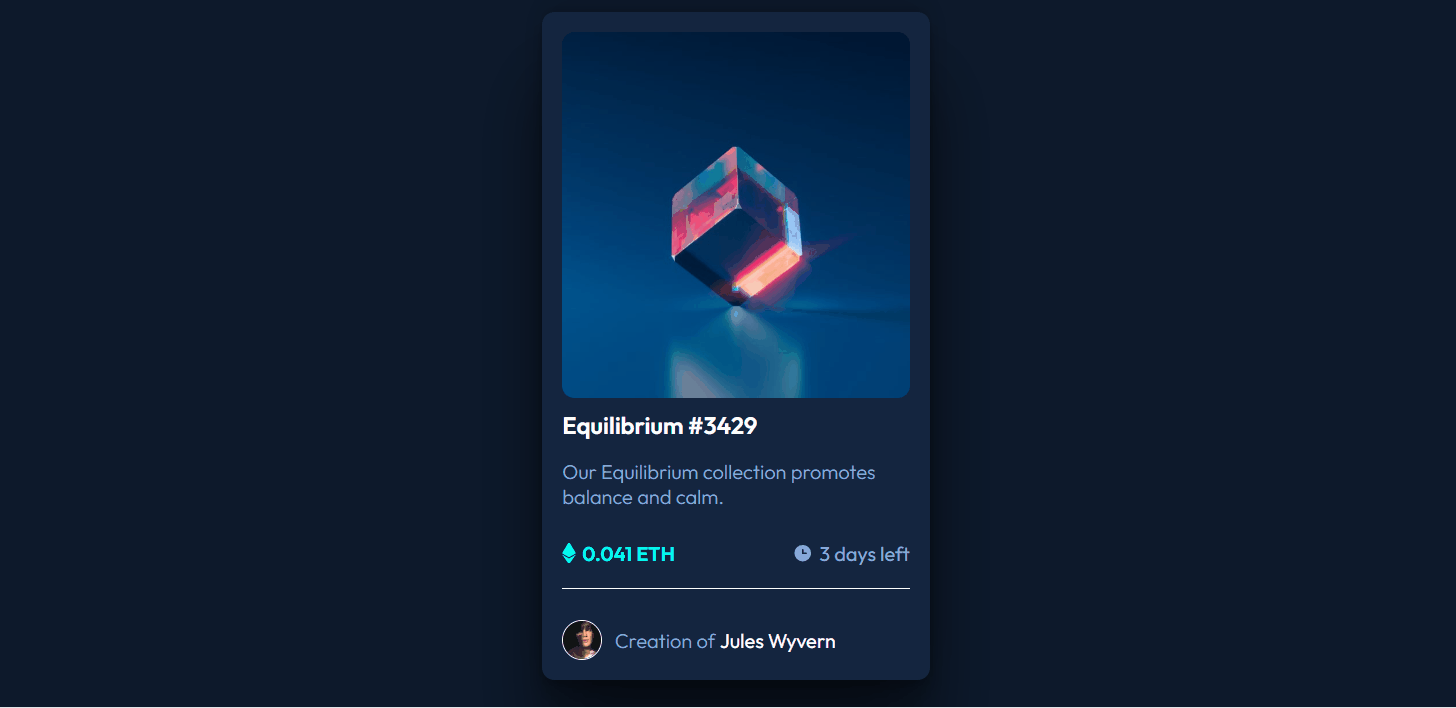 Equilibrium #3429
Our Equilibrium collection promotes
balance and calm.
0.041 ETH
3 days left
Creation of Jules Wyvern